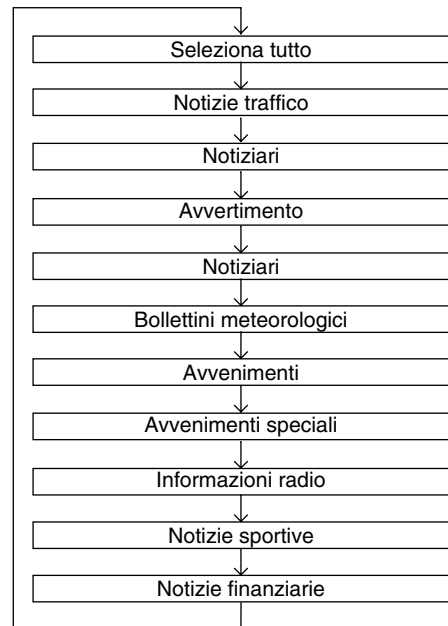 Seleziona tutto
Notizie traffico
Notiziari
Avvertimento
Notiziari
Bollettini meteorologici
Avvenimenti
Avvenimenti speciali
Informazioni radio
Notizie sportive
Notizie finanziarie